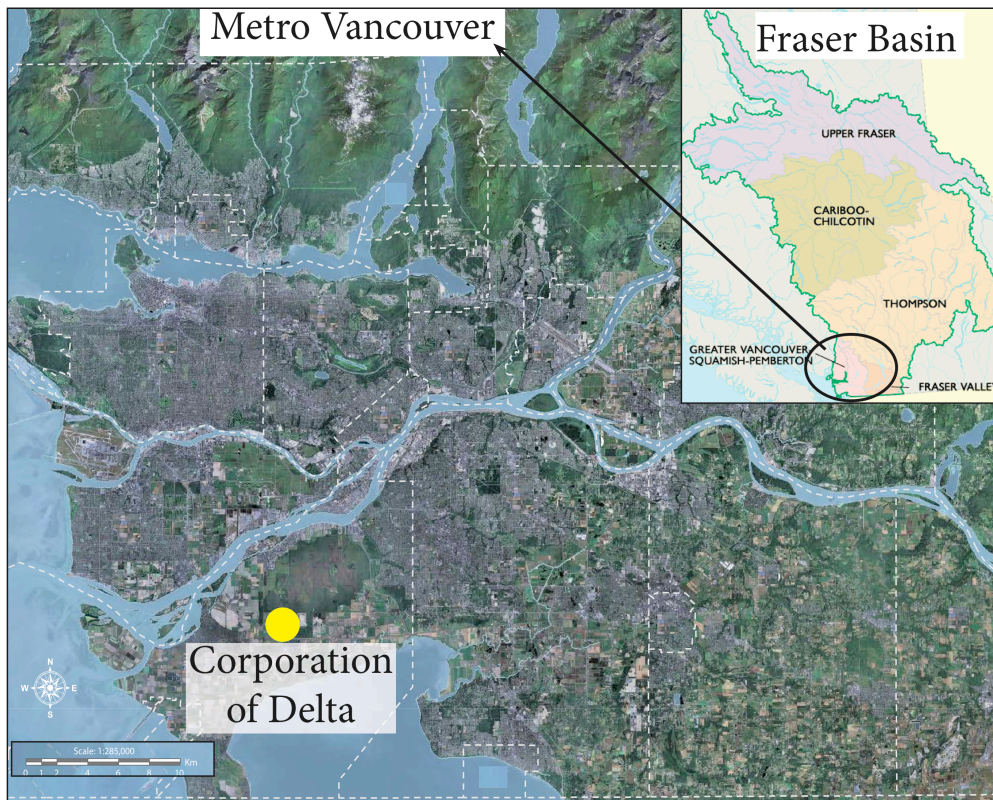 Metro Vancouver
Fraser Basin
UPPER FRASER
CARIBOO-
CHILCOTIN
THOMPSON
GREATER VANCOUVER
SQUAMISH-PEMBERTON
FRASER VALLEY
Corporation
of Delta
N
W E
S
Scale: 1:285,000
0 1 2 4 6 8 10 Km